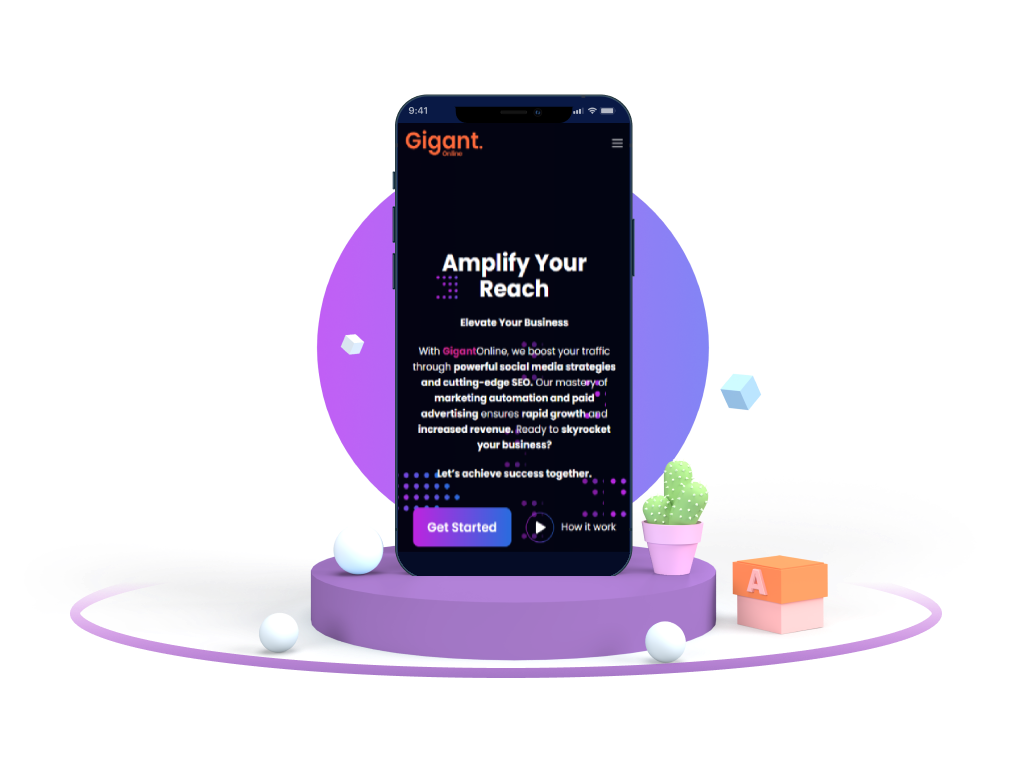 9:41
Gigant.
Online
Amplify Your
Reach
Elevate Your Business
With GigantOnline, we boost your traffic
through powerful social media strategies
and cutting-edge SEO. Our mastery of
marketing automation and paid
advertising ensures rapid growth and
increased revenue. Ready to skyrocket
your business?
Let's achieve success together.
Get Started
How it work
A